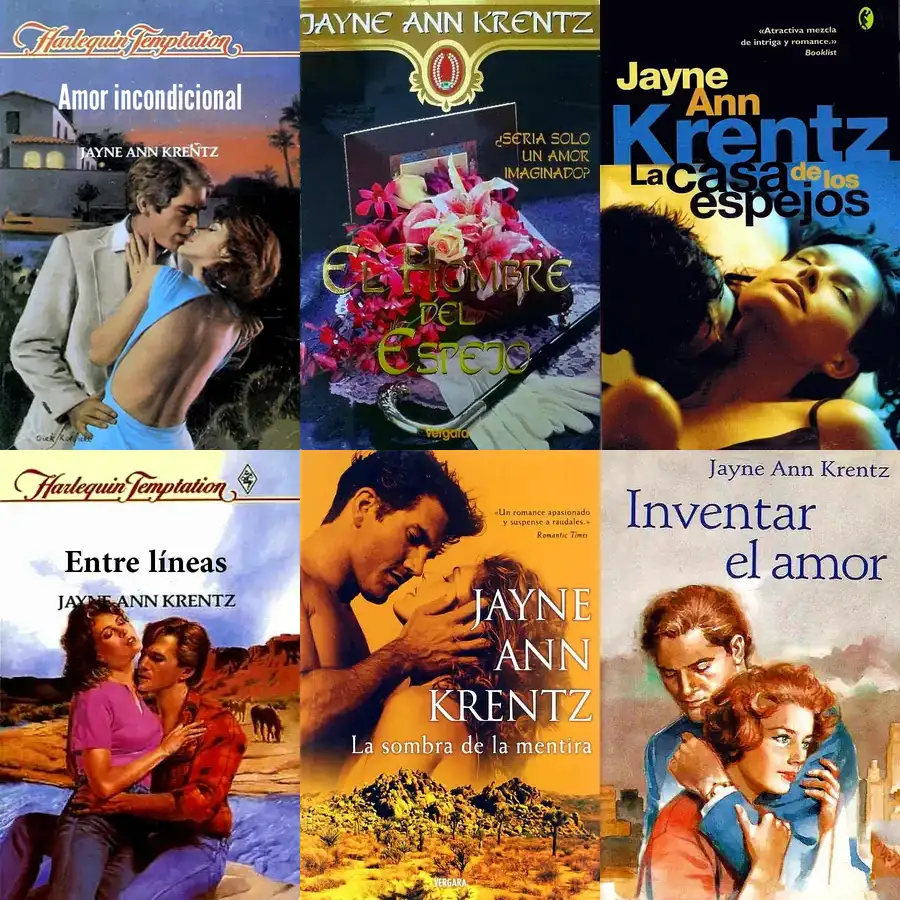 Harlequin Temptation
Amor incondicional
JAYNE ANN KRENTZ
JAYNE ANN KRENTZ
¿SERIA SOLO
UN AMOR
IMAGINADO?
EL HOMBRE
DEL
ESPEJO
Vergara
«Atractiva mezcla
de intriga y romance.»
Booklist
Jayne
Ann
Krentz
La casa de los
espejos
Harlequin Temptation
Entre líneas
JAYNE ANN KRENTZ
«Un romance apasionado
y suspense a raudales.»
Romantic Times
JAYNE
ANN
KRENTZ
La sombra de la mentira
VERGARA
Jayne Ann Krentz
Inventar
el amor